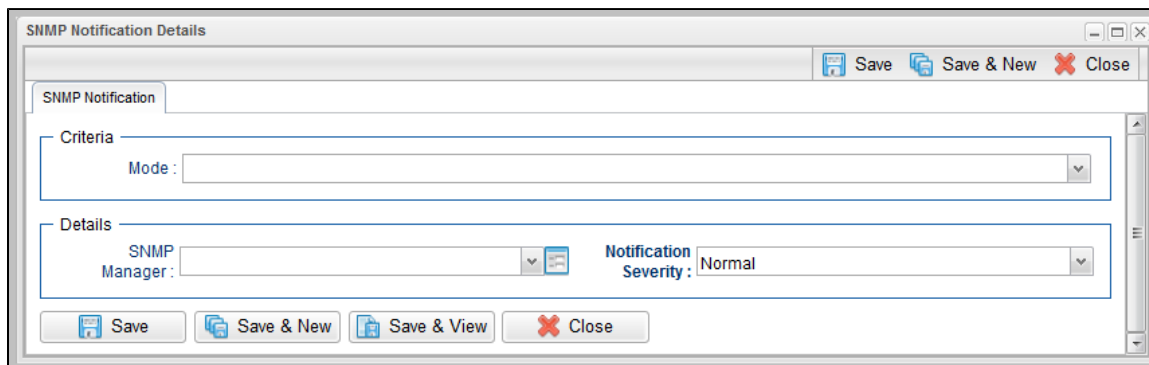 SNMP Notification Details
Save Save & New Close
SNMP Notification
Criteria
Mode :
Details
SNMP Manager :
Notification Severity : Normal
Save Save & New Save & View Close